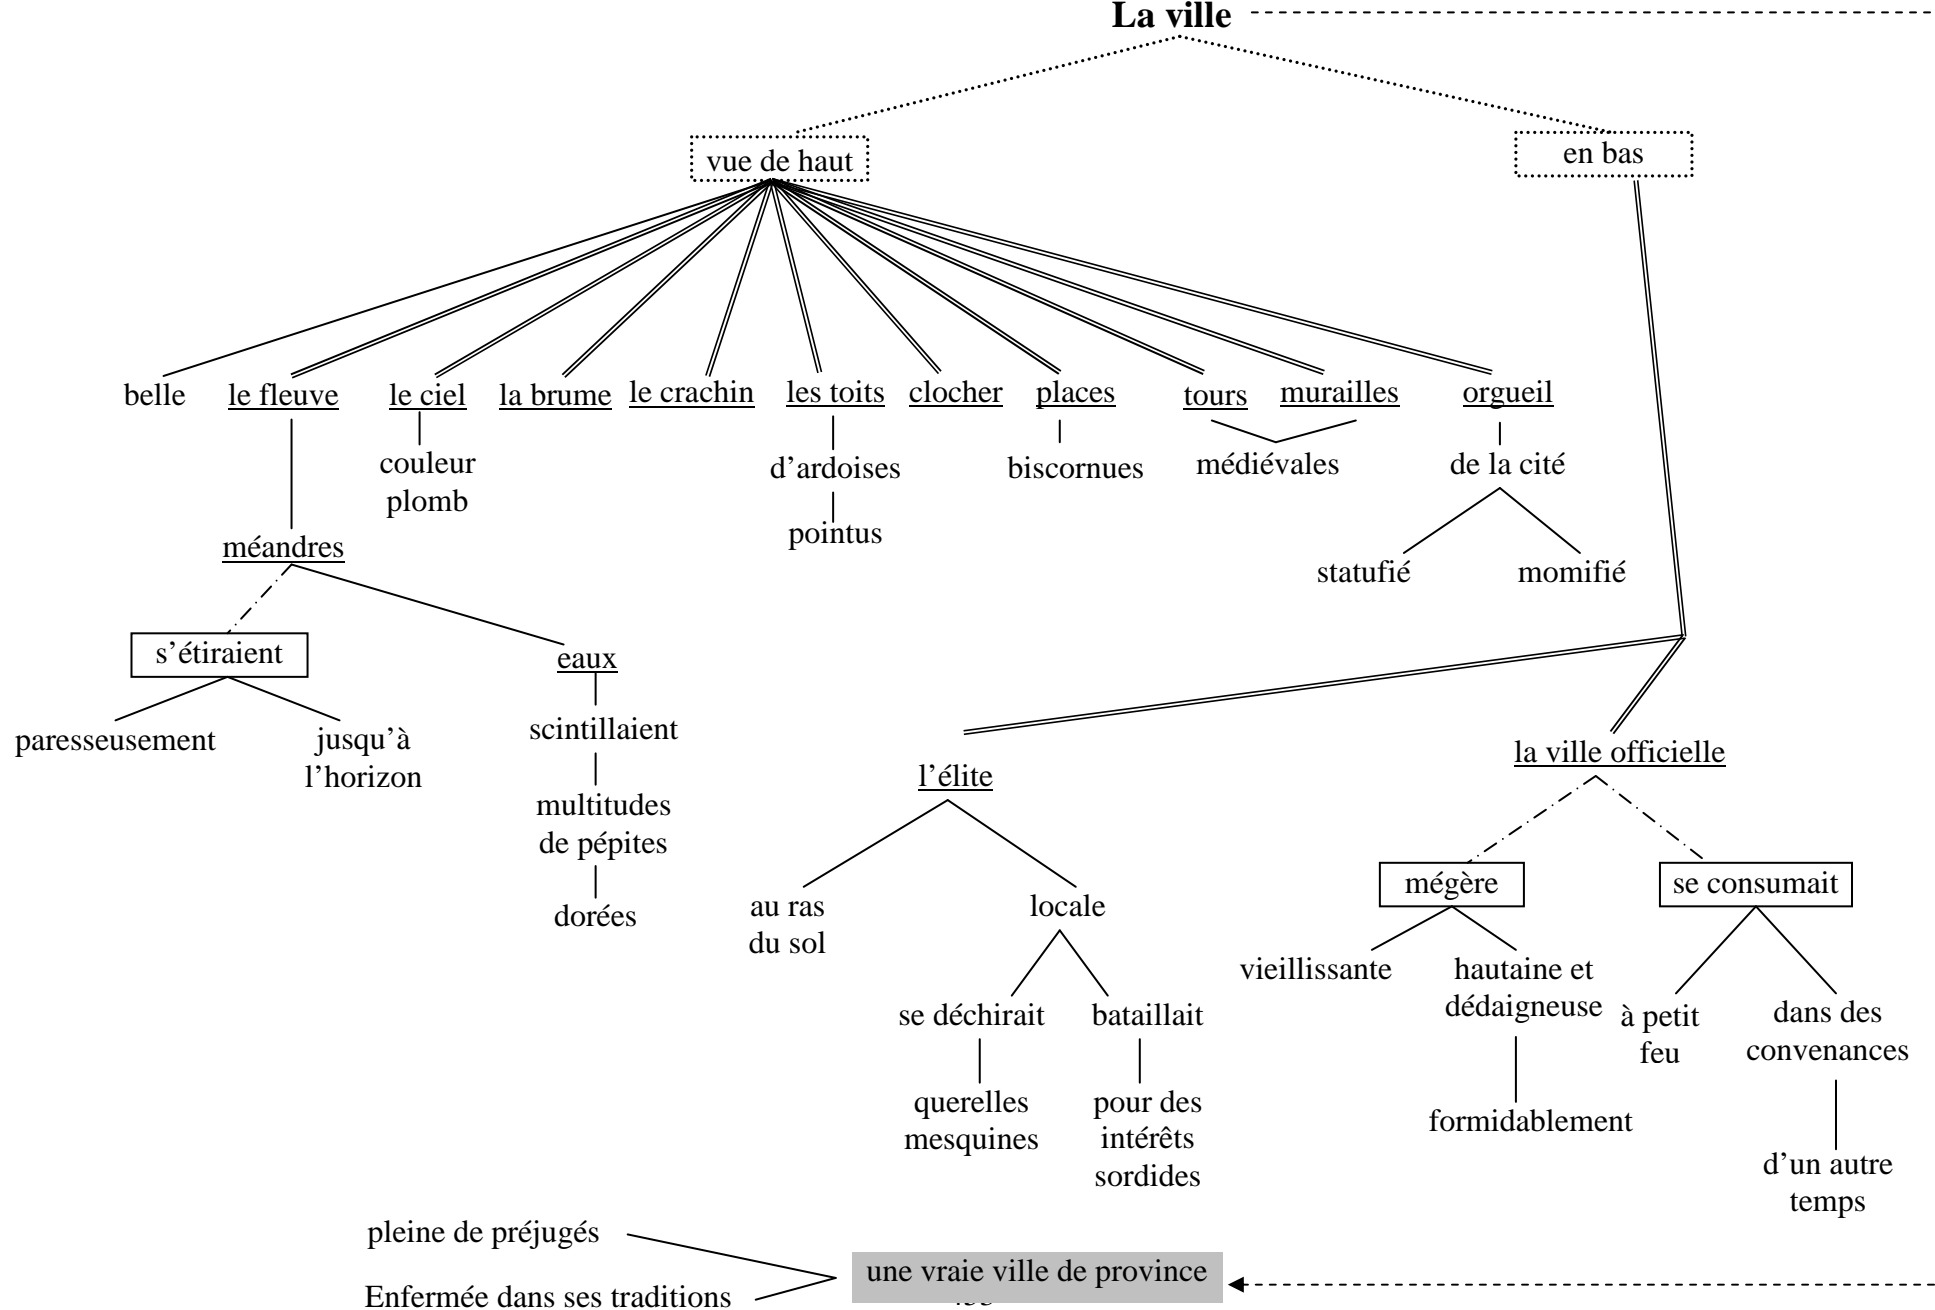 La ville
vue de haut
en bas
belle
le fleuve
le ciel
la brume
le crachin
les toits
clocher
places
tours
murailles
orgueil
couleur
plomb
d’ardoises
biscornues
médiévales
de la cité
pointus
méandres
statufié
momifié
s’étiraient
eaux
paresseusement
jusqu’à
l’horizon
scintillaient
multitudes
de pépites
dorées
l’élite
la ville officielle
au ras
du sol
locale
mégère
se consumait
se déchirait
bataillait
vieillissante
hautaine et
dédaigneuse
à petit
feu
dans des
convenances
querelles
mesquines
pour des
intérêts
sordides
formidablement
d’un autre
temps
pleine de préjugés
une vraie ville de province
Enfermée dans ses traditions